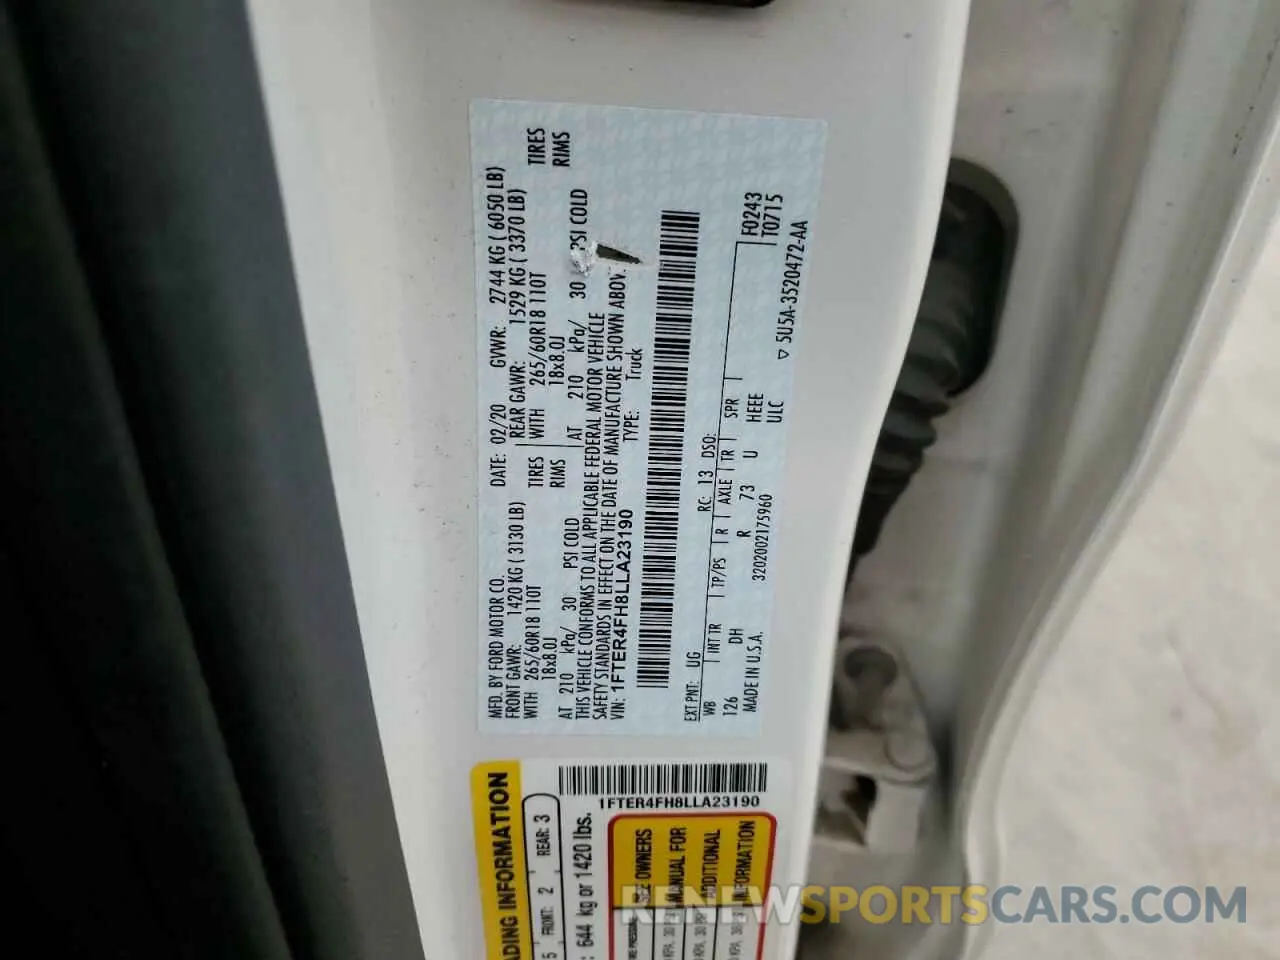 MFD. BY FORD MOTOR CO.
DATE: 02/20 GVWR: 2744 KG ( 6050 LB)
FRONT GAWR: 1420 KG ( 3130 LB)
REAR GAWR: 1529 KG ( 3370 LB)
WITH 265/60R18 110T TIRES
WITH 265/60R18 110T TIRES
18x8.0J RIMS
18x8.0J RIMS
AT 210 kPa/ 30 PSI COLD
AT 210 kPa/ 30 PSI COLD
THIS VEHICLE CONFORMS TO ALL APPLICABLE FEDERAL MOTOR VEHICLE
SAFETY STANDARDS IN EFFECT ON THE DATE OF MANUFACTURE SHOWN ABOV
VIN: 1FTER4FH8LLA23190 TYPE: Truck
EXT PNT: UG RC: 13 DSO: F0243
T0715
WB INT TR TP/PS R AXLE TR SPR
126 DH R 73 U HEEE
ULC
MADE IN U.S.A. 3202002175960
▽ 5U5A-3520472-AA
1FTER4FH8LLA23190
ADING INFORMATION
5 FRONT: 2 REAR: 3
: 644 kg or 1420 lbs.
SEE OWNERS
MANUAL FOR
ADDITIONAL
INFORMATION
RENEWSPORTSCARS.COM